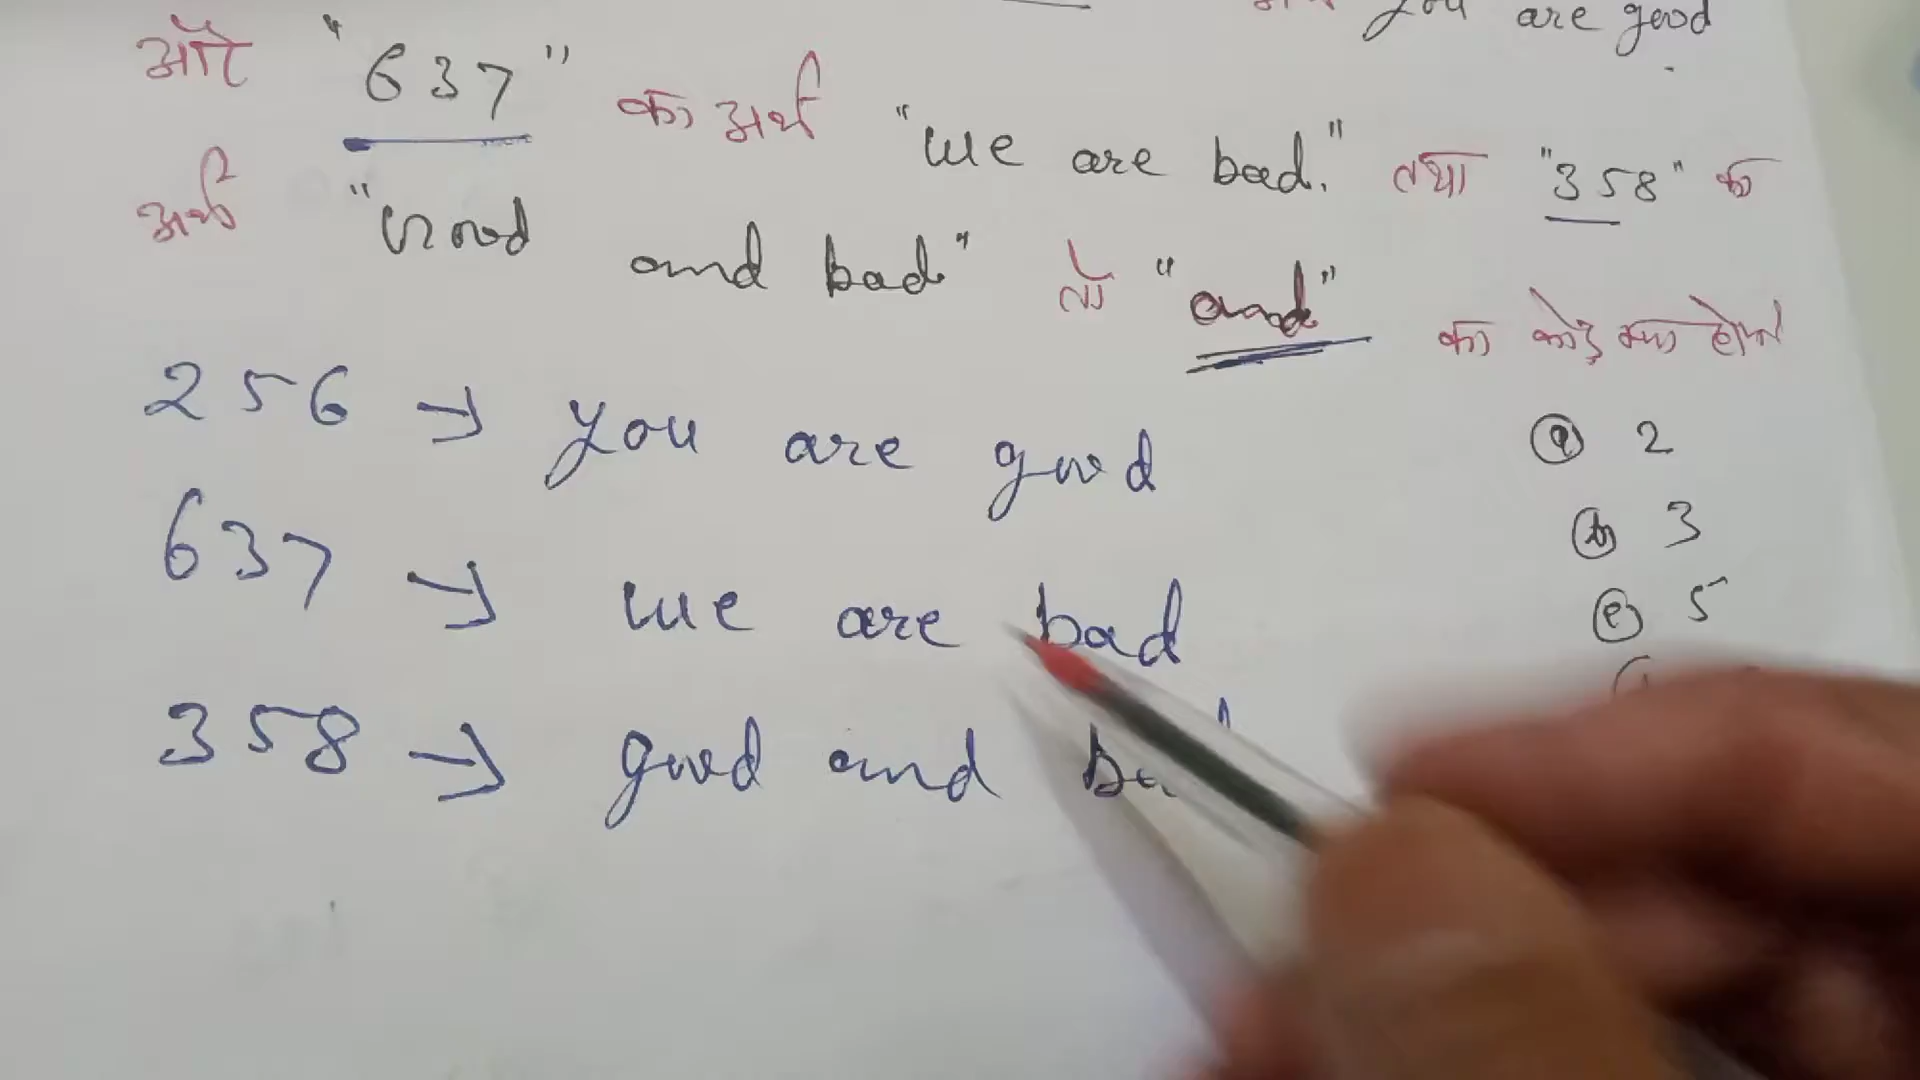 you are good
और "637" का अर्थ "we are bad." तथा "358" का
अर्थ "Good and bad" तो "and" का कोड क्या होगा
256 → you are good
637 → we are bad
358 → good and
(a) 2
(b) 3
(c) 5